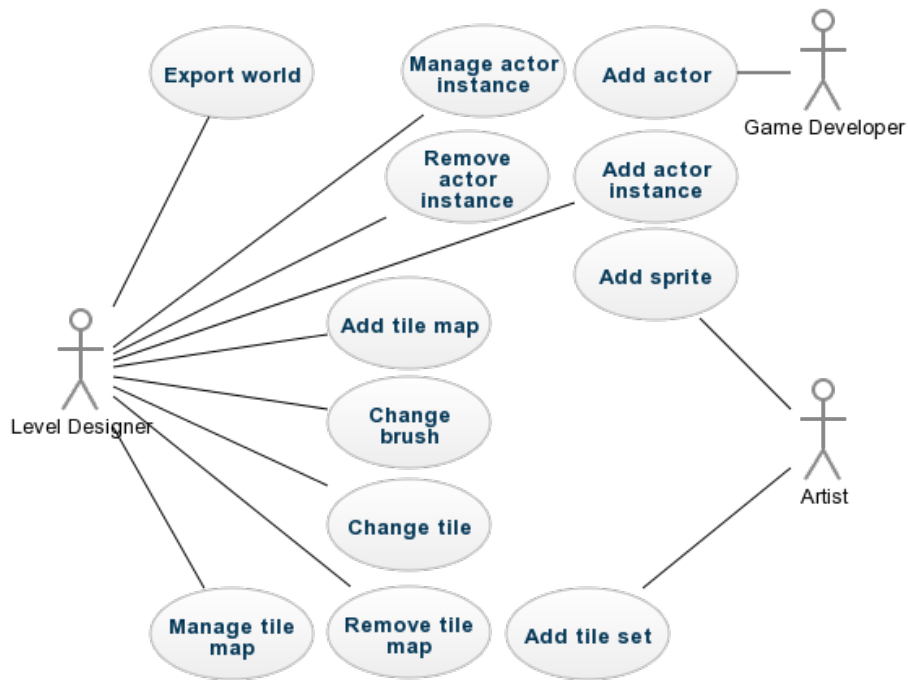 Export world
Manage actor
instance
Add actor
Game Developer
Remove
actor
instance
Add actor
instance
Add sprite
Add tile map
Level Designer
Change
brush
Artist
Change tile
Manage tile
map
Remove tile
map
Add tile set